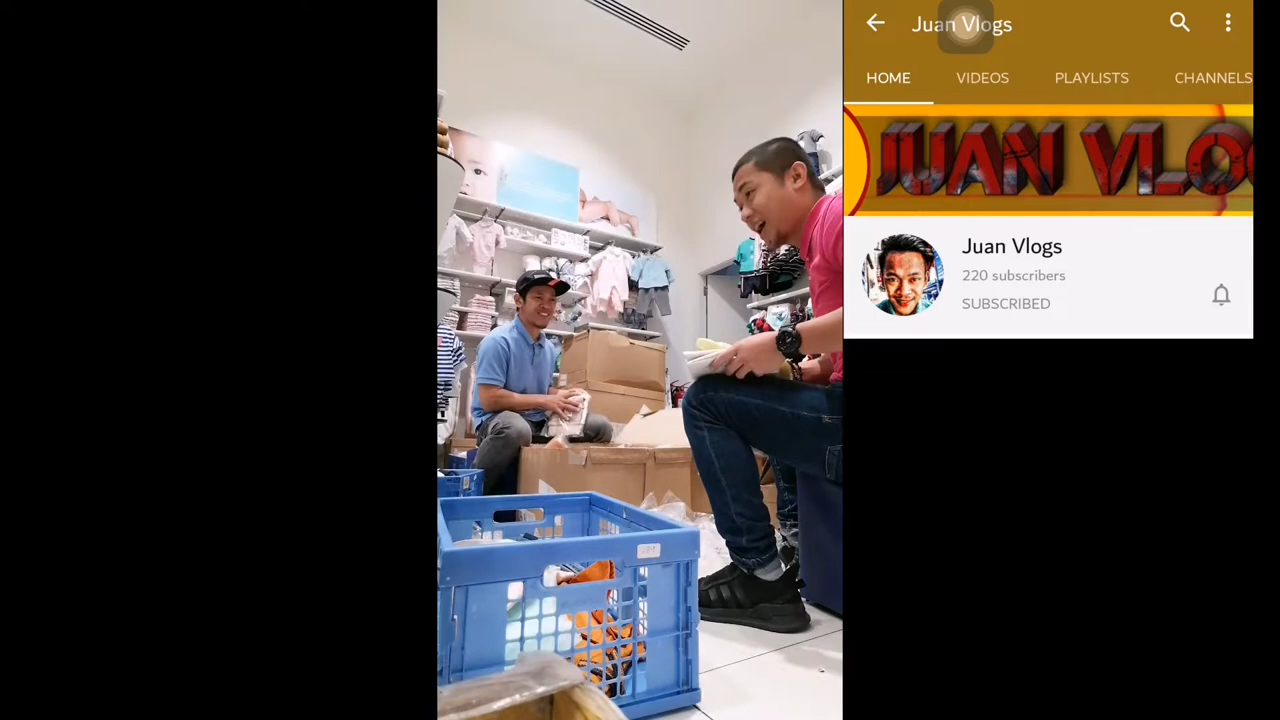 Juan Vlogs
HOME VIDEOS PLAYLISTS CHANNELS
JUAN VLO
Juan Vlogs
220 subscribers
SUBSCRIBED